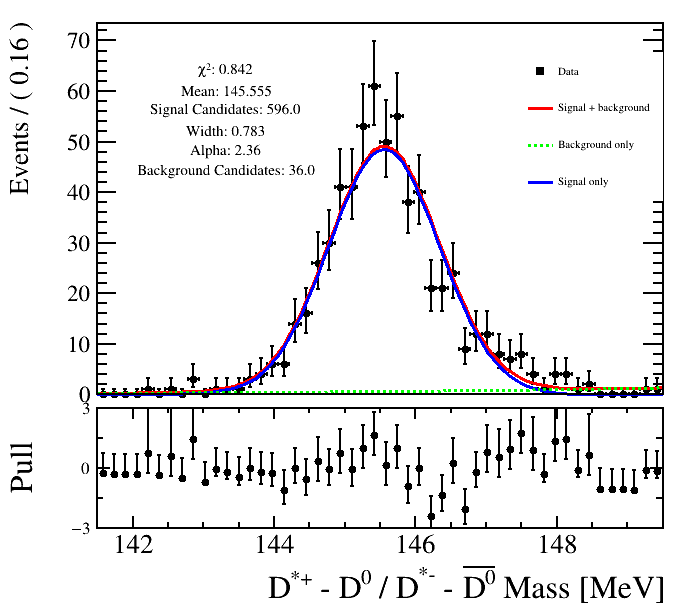 Events / ( 0.16 )
70
60
50
40
30
20
10
0
χ²: 0.842
Mean: 145.555
Signal Candidates: 596.0
Width: 0.783
Alpha: 2.36
Background Candidates: 36.0
Data
Signal + background
Background only
Signal only
Pull
3
0
−3
142 144 146 148
D*+ - D⁰ / D*- - D̅⁰ Mass [MeV]